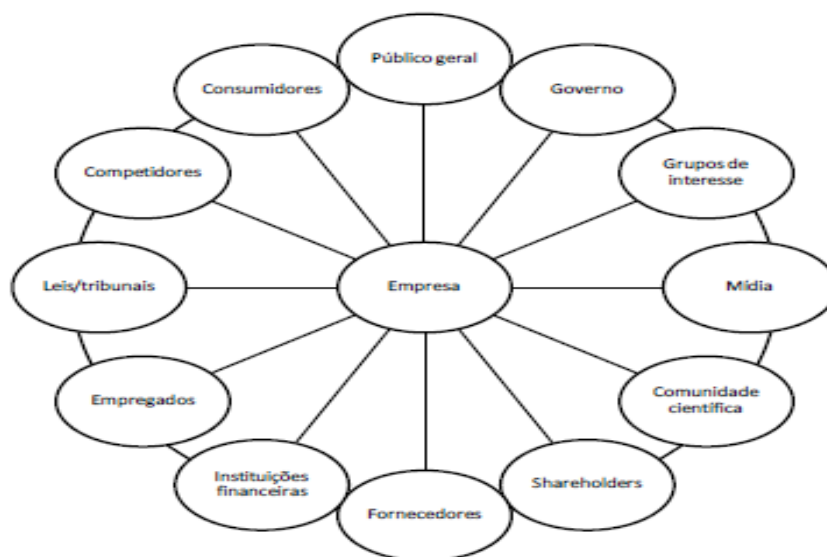 Público geral
Consumidores
Governo
Competidores
Grupos de
interesse
Leis/tribunais
Empresa
Mídia
Empregados
Comunidade
científica
Instituições
financeiras
Shareholders
Fornecedores